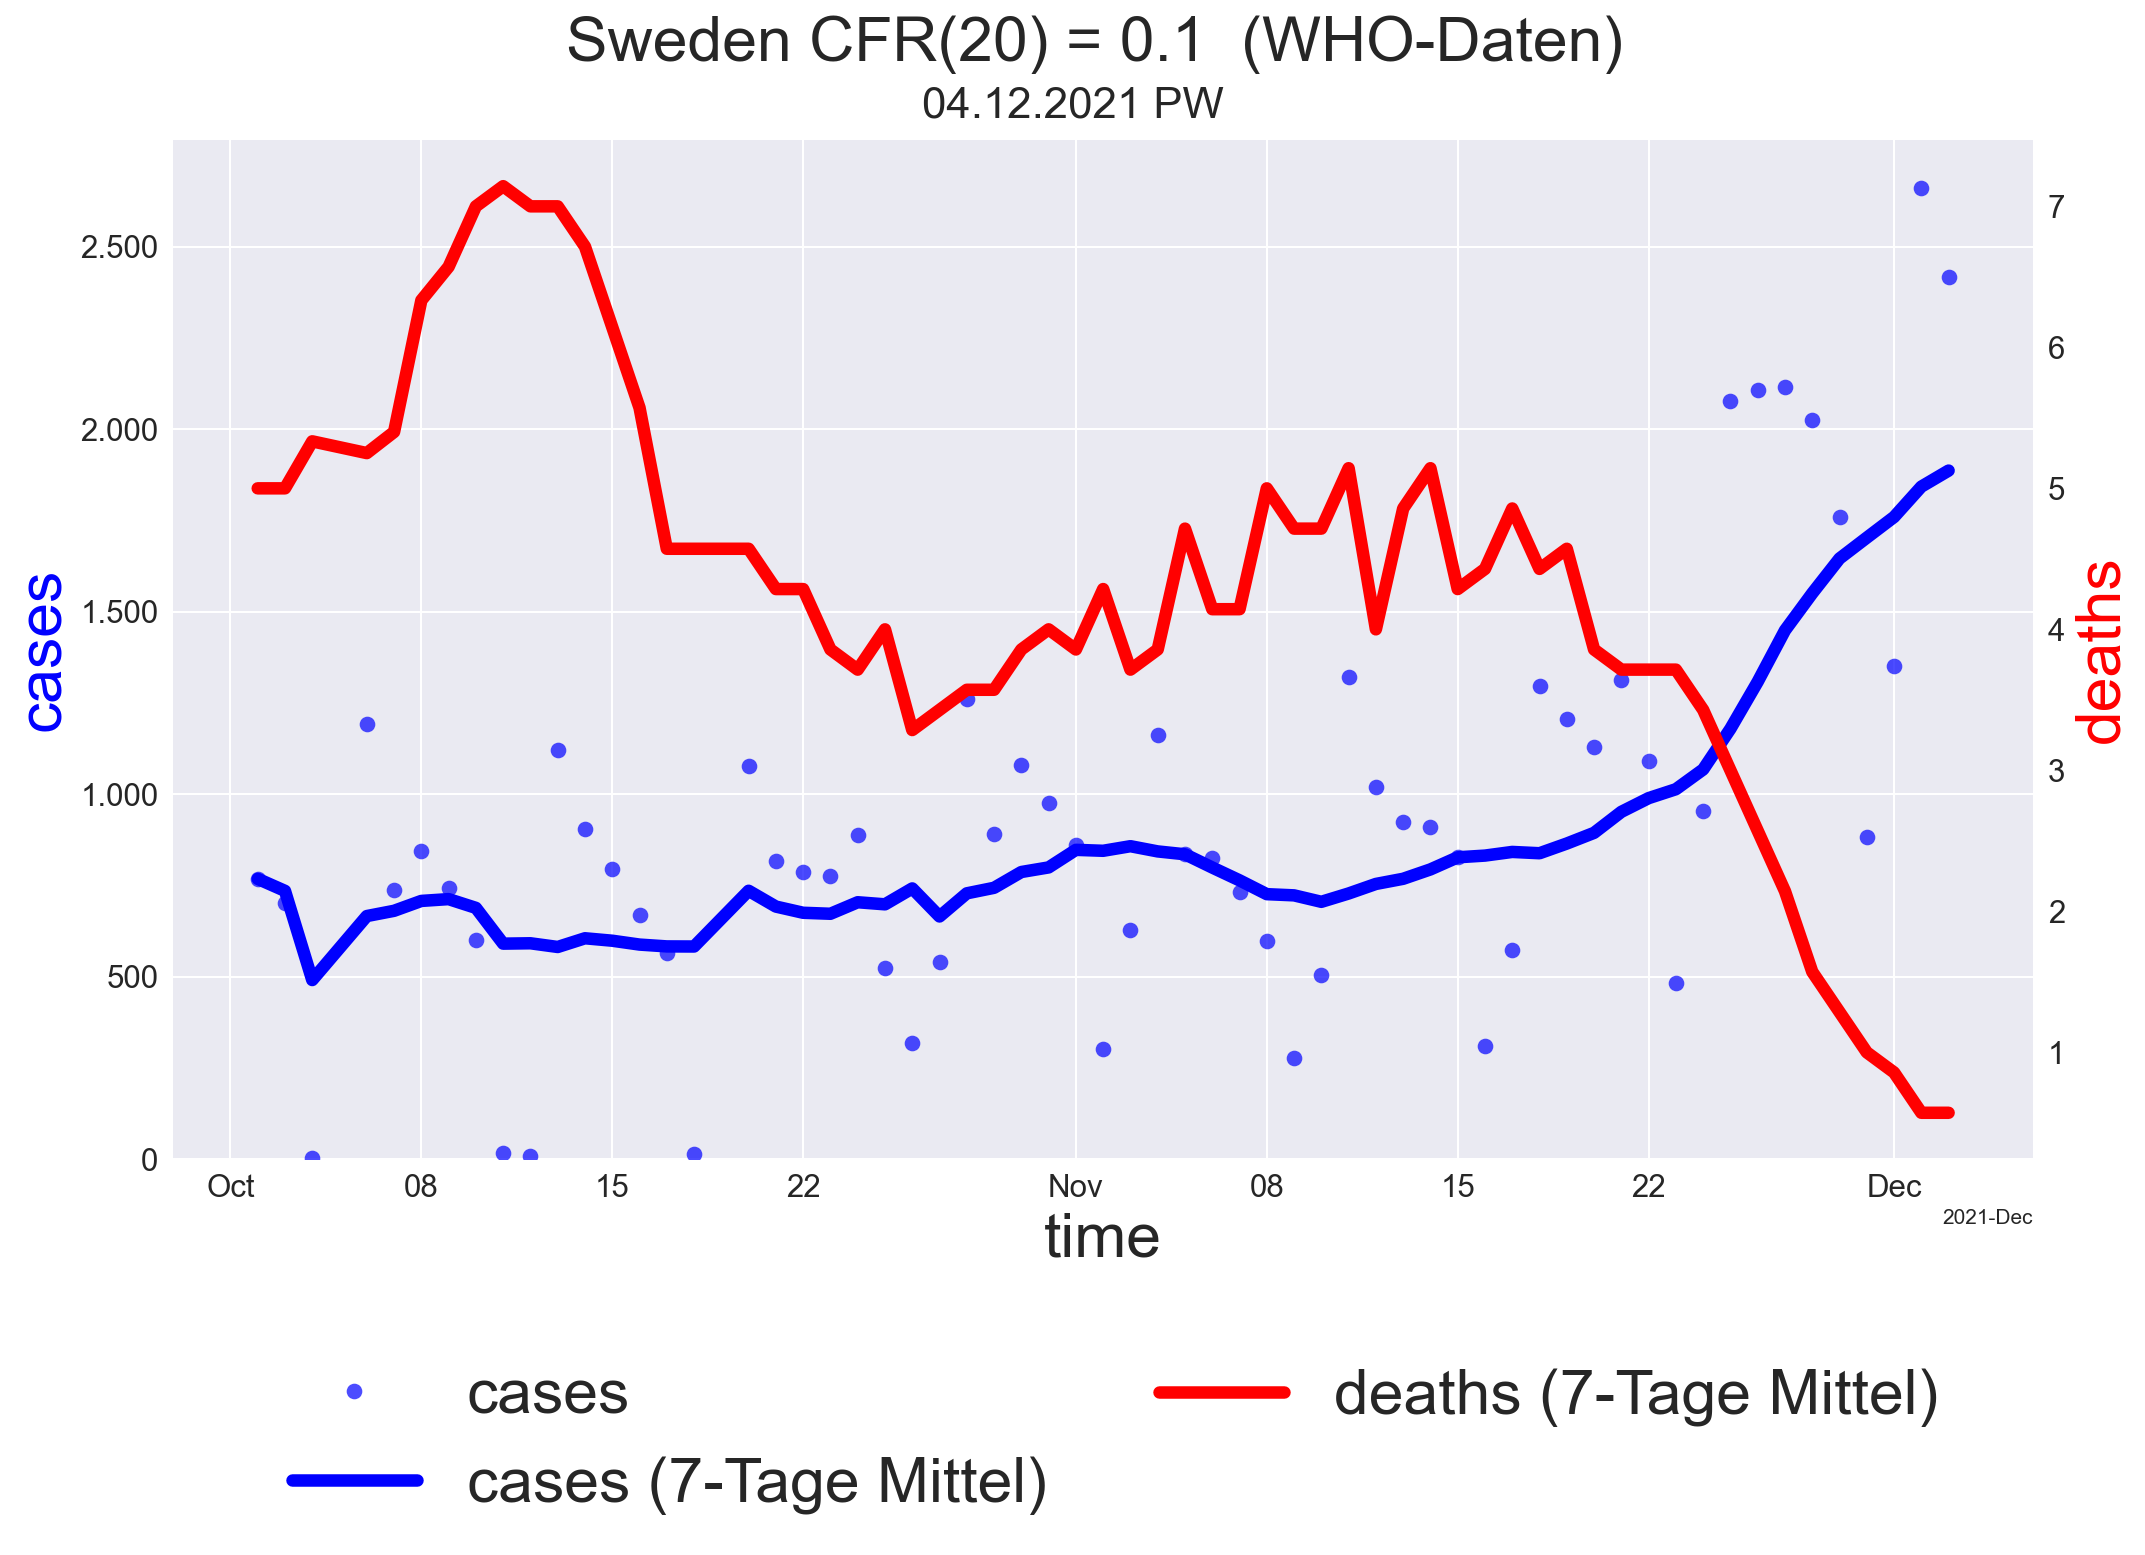 Sweden CFR(20) = 0.1  (WHO-Daten)
04.12.2021 PW
cases
2.500
2.000
1.500
1.000
500
0
7
6
5
4
3
2
1
deaths
Oct 08 15 22 Nov 08 15 22 Dec
2021-Dec
time
cases
cases (7-Tage Mittel)
deaths (7-Tage Mittel)